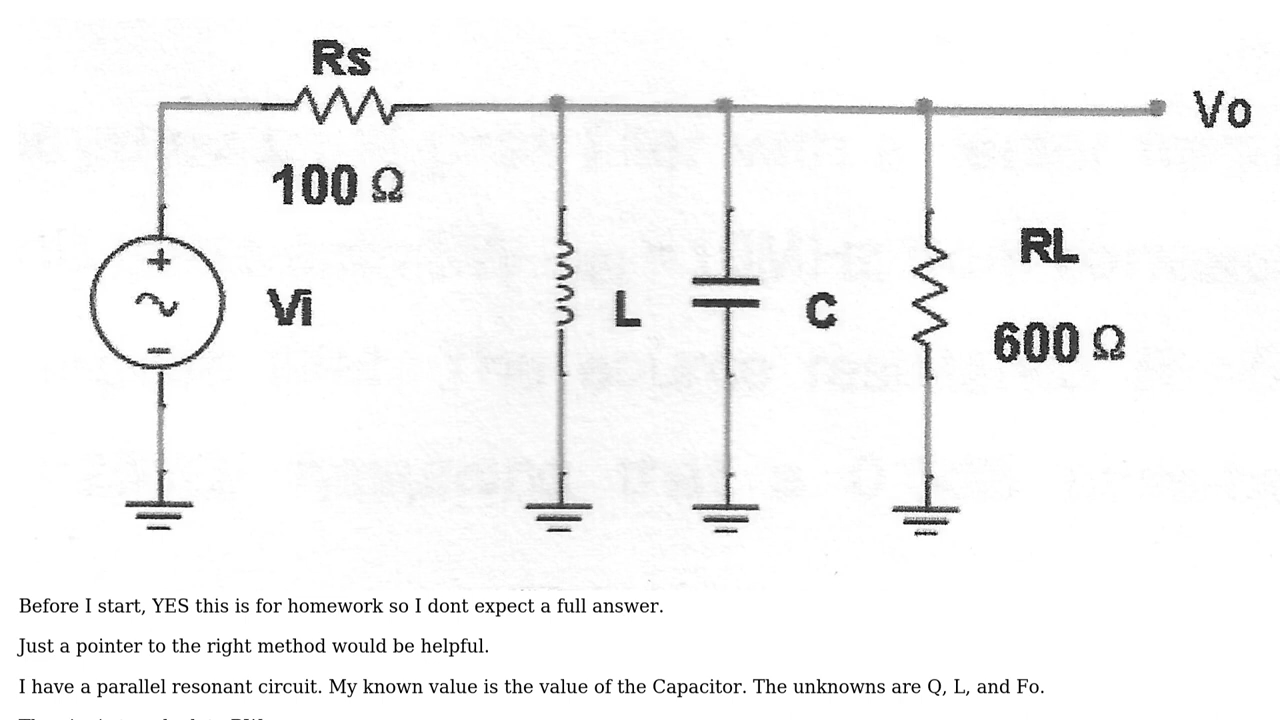 Rs
100 Ω
Vo
Vi
L
C
RL
600 Ω
Before I start, YES this is for homework so I dont expect a full answer.
Just a pointer to the right method would be helpful.
I have a parallel resonant circuit. My known value is the value of the Capacitor. The unknowns are Q, L, and Fo.